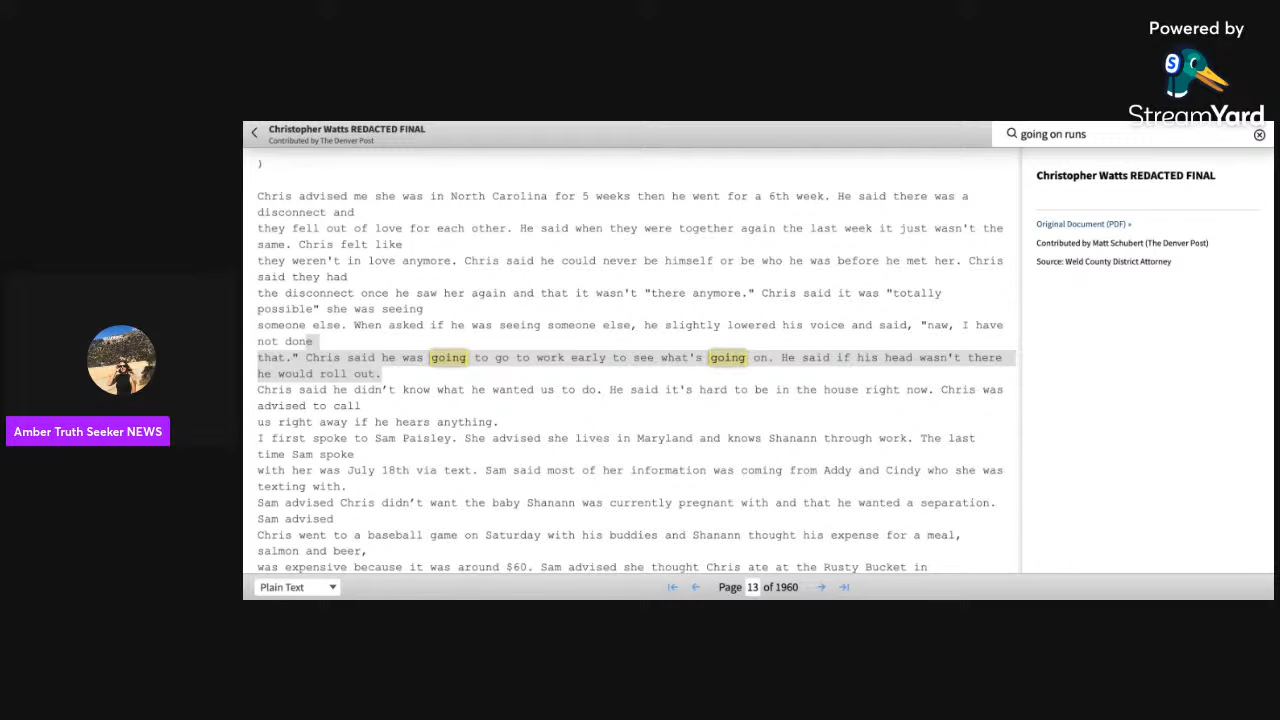 Powered by
S
StreamYard
Christopher Watts REDACTED FINAL
Contributed by The Denver Post
going on runs
)
Chris advised me she was in North Carolina for 5 weeks then he went for a 6th week. He said there was a
disconnect and
they fell out of love for each other. He said when they were together again the last week it just wasn't the
same. Chris felt like
they weren't in love anymore. Chris said he could never be himself or be who he was before he met her. Chris
said they had
the disconnect once he saw her again and that it wasn't "there anymore." Chris said it was "totally
possible" she was seeing
someone else. When asked if he was seeing someone else, he slightly lowered his voice and said, "naw, I have
not done
that." Chris said he was going to go to work early to see what's going on. He said if his head wasn't there
he would roll out.
Chris said he didn’t know what he wanted us to do. He said it's hard to be in the house right now. Chris was
advised to call
us right away if he hears anything.
I first spoke to Sam Paisley. She advised she lives in Maryland and knows Shanann through work. The last
time Sam spoke
with her was July 18th via text. Sam said most of her information was coming from Addy and Cindy who she was
texting with.
Sam advised Chris didn’t want the baby Shanann was currently pregnant with and that he wanted a separation.
Sam advised
Chris went to a baseball game on Saturday with his buddies and Shanann thought his expense for a meal,
salmon and beer,
was expensive because it was around $60. Sam advised she thought Chris ate at the Rusty Bucket in
Christopher Watts REDACTED FINAL
Original Document (PDF) »
Contributed by Matt Schubert (The Denver Post)
Source: Weld County District Attorney
Plain Text
Page 13 of 1960
Amber Truth Seeker NEWS